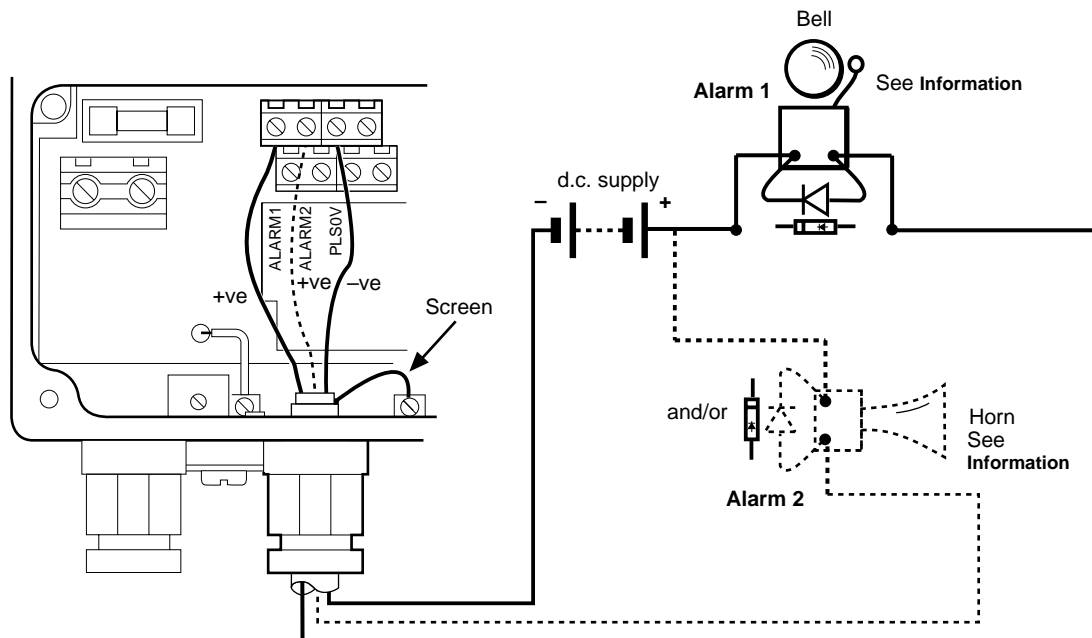 Bell
Alarm 1
See Information
d.c. supply
– +
ALARM1
ALARM2
PLS0V
+ve
+ve
–ve
Screen
and/or
Horn
See
Information
Alarm 2